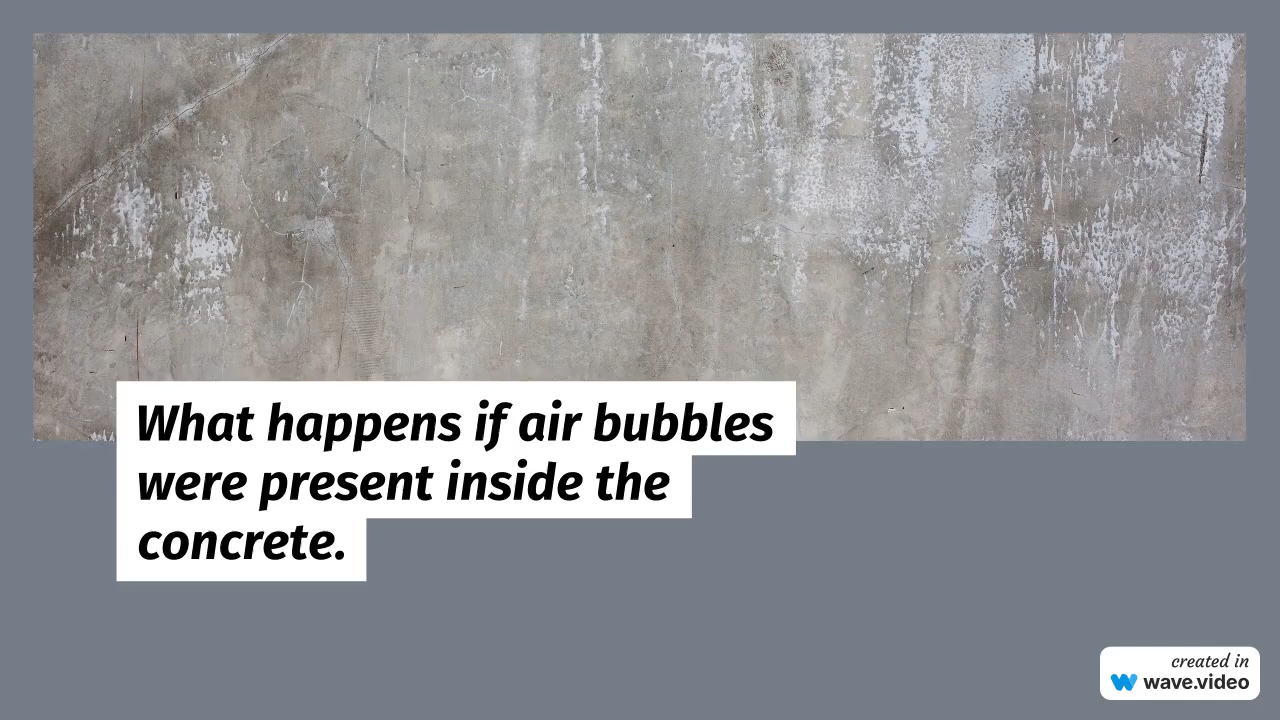 What happens if air bubbles
were present inside the
concrete.
created in
wave.video